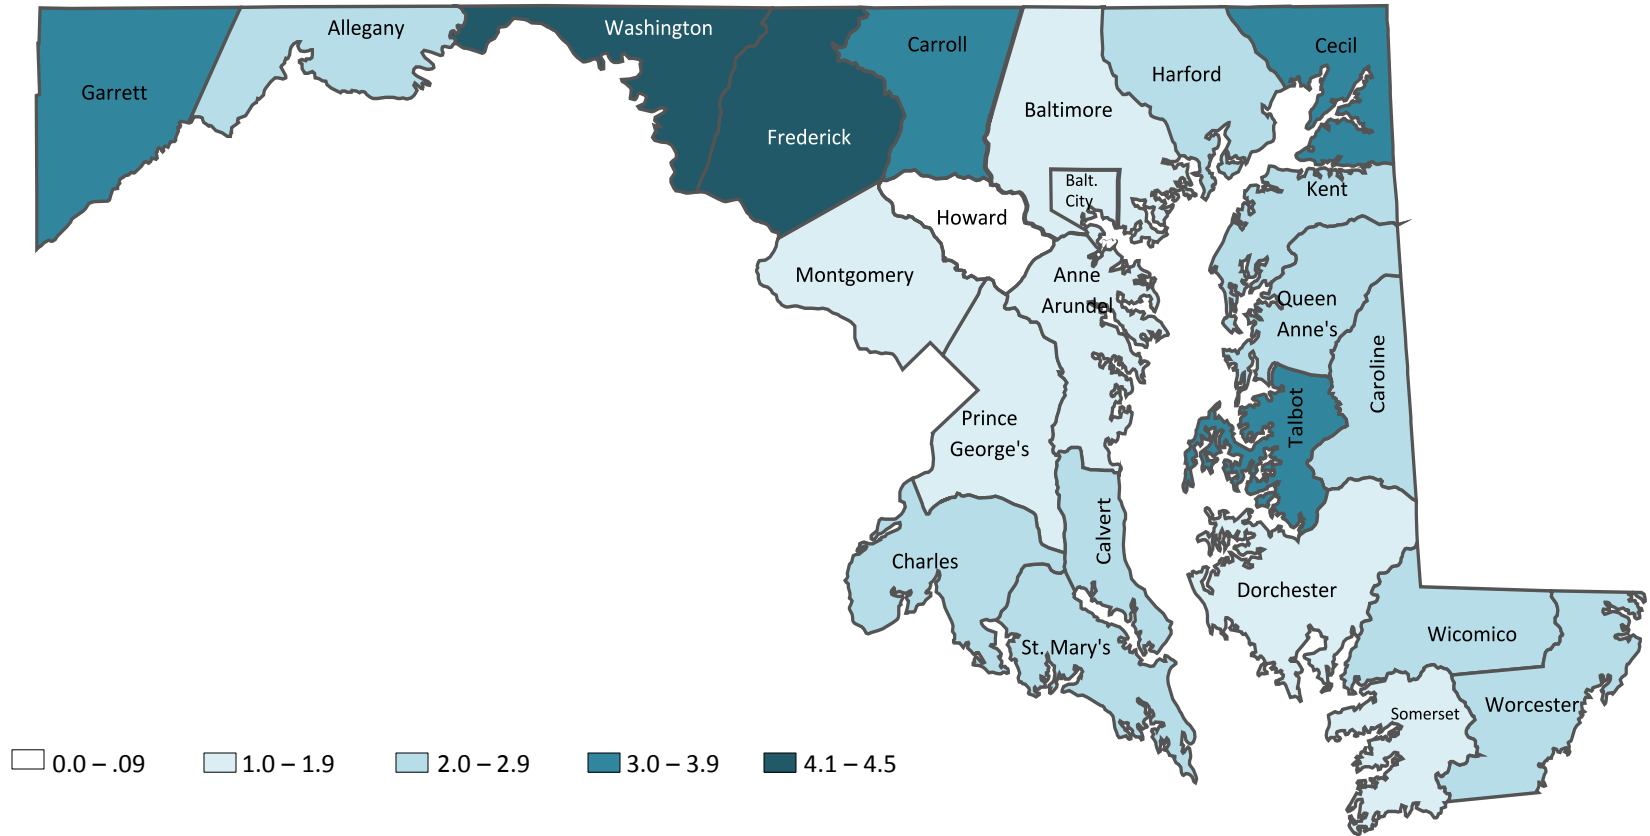 Allegany
Washington
Garrett
Frederick
Carroll
Baltimore
Harford
Cecil
Balt.
City
Kent
Howard
Montgomery
Anne
Arundel
Queen
Anne's
Caroline
Talbot
Prince
George's
Calvert
Charles
St. Mary's
Dorchester
Wicomico
Worcester
Somerset
0.0 – .09
1.0 – 1.9
2.0 – 2.9
3.0 – 3.9
4.1 – 4.5